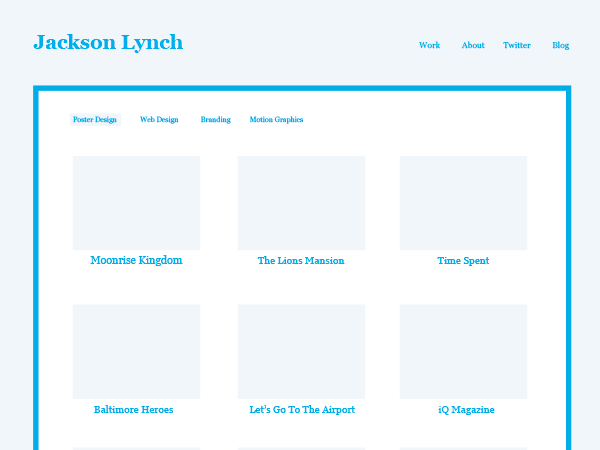 Jackson Lynch
Work About Twitter Blog
Poster Design Web Design Branding Motion Graphics
Moonrise Kingdom The Lions Mansion Time Spent
Baltimore Heroes Let's Go To The Airport iQ Magazine